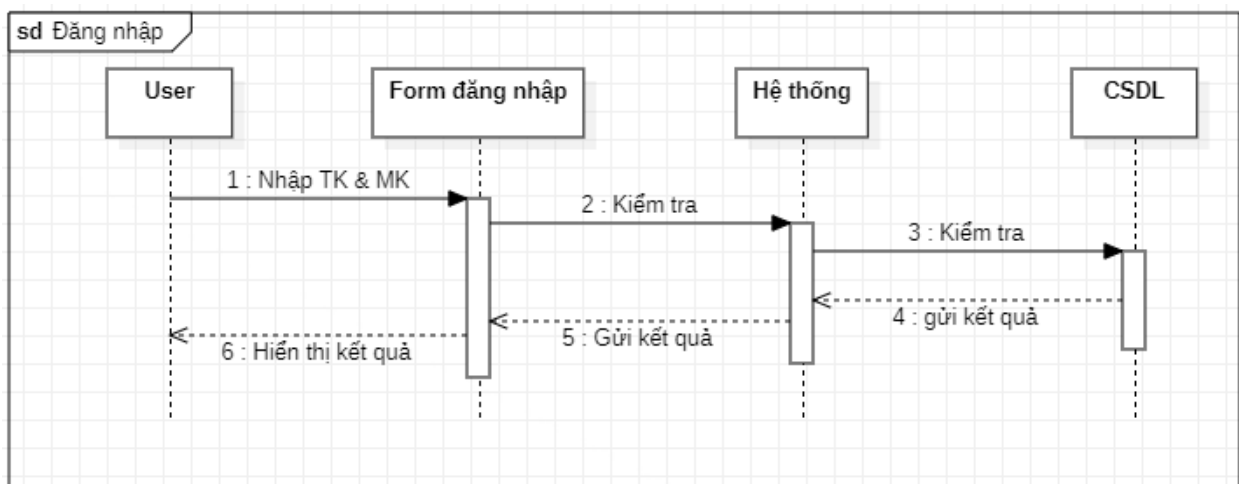 sd Đăng nhập
User
Form đăng nhập
Hệ thống
CSDL
1 : Nhập TK & MK
2 : Kiểm tra
3 : Kiểm tra
4 : gửi kết quả
5 : Gửi kết quả
6 : Hiển thị kết quả